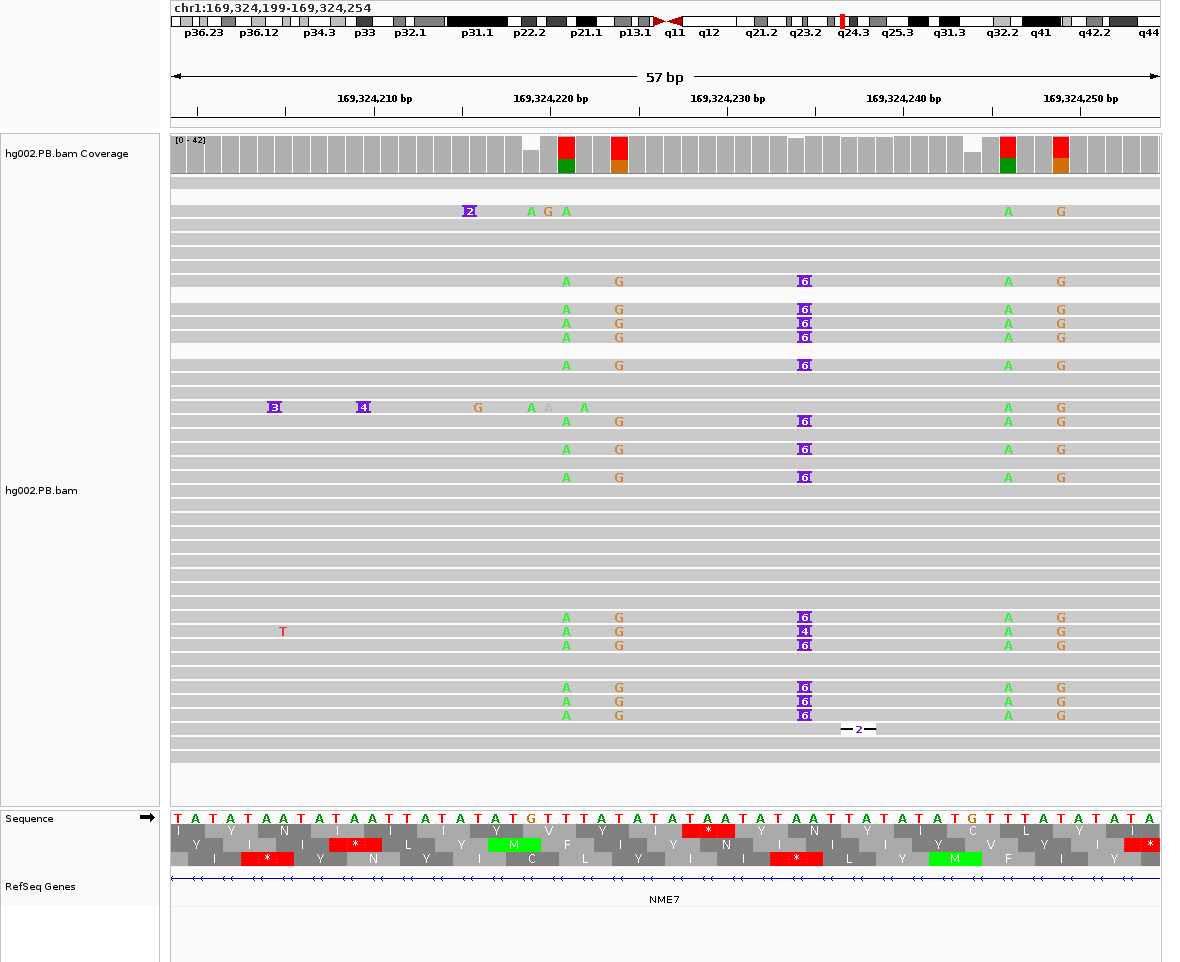 chr1:169,324,199-169,324,254
p36.23 p36.12 p34.3 p33 p32.1 p31.1 p22.2 p21.1 p13.1 q11 q12 q21.2 q23.2 q24.3 q25.3 q31.3 q32.2 q41 q42.2 q44
57 bp
169,324,210 bp 169,324,220 bp 169,324,230 bp 169,324,240 bp 169,324,250 bp
hg002.PB.bam Coverage
[0 - 42]
2 A G A A G
A G 6 A G
A G 6 A G
A G 6 A G
A G 6 A G
A G 6 A G
3 4 G A A A A G
A G 6 A G
A G 6 A G
A G 6 A G
hg002.PB.bam
A G 6 A G
T A G 4 A G
A G 6 A G
A G 6 A G
A G 6 A G
A G 6 A G
2
Sequence T A T A T A A T A T A A T T A T A T A T G T T T A T A T A T A A T A T A A T T A T A T A T G T T T A T A T A T A
I Y N I I I Y V Y I * Y N Y I C L Y I
Y I I * L Y M F I Y N I I I Y V Y I *
I * Y N Y I C L Y I I * L Y M F I Y
RefSeq Genes
NME7